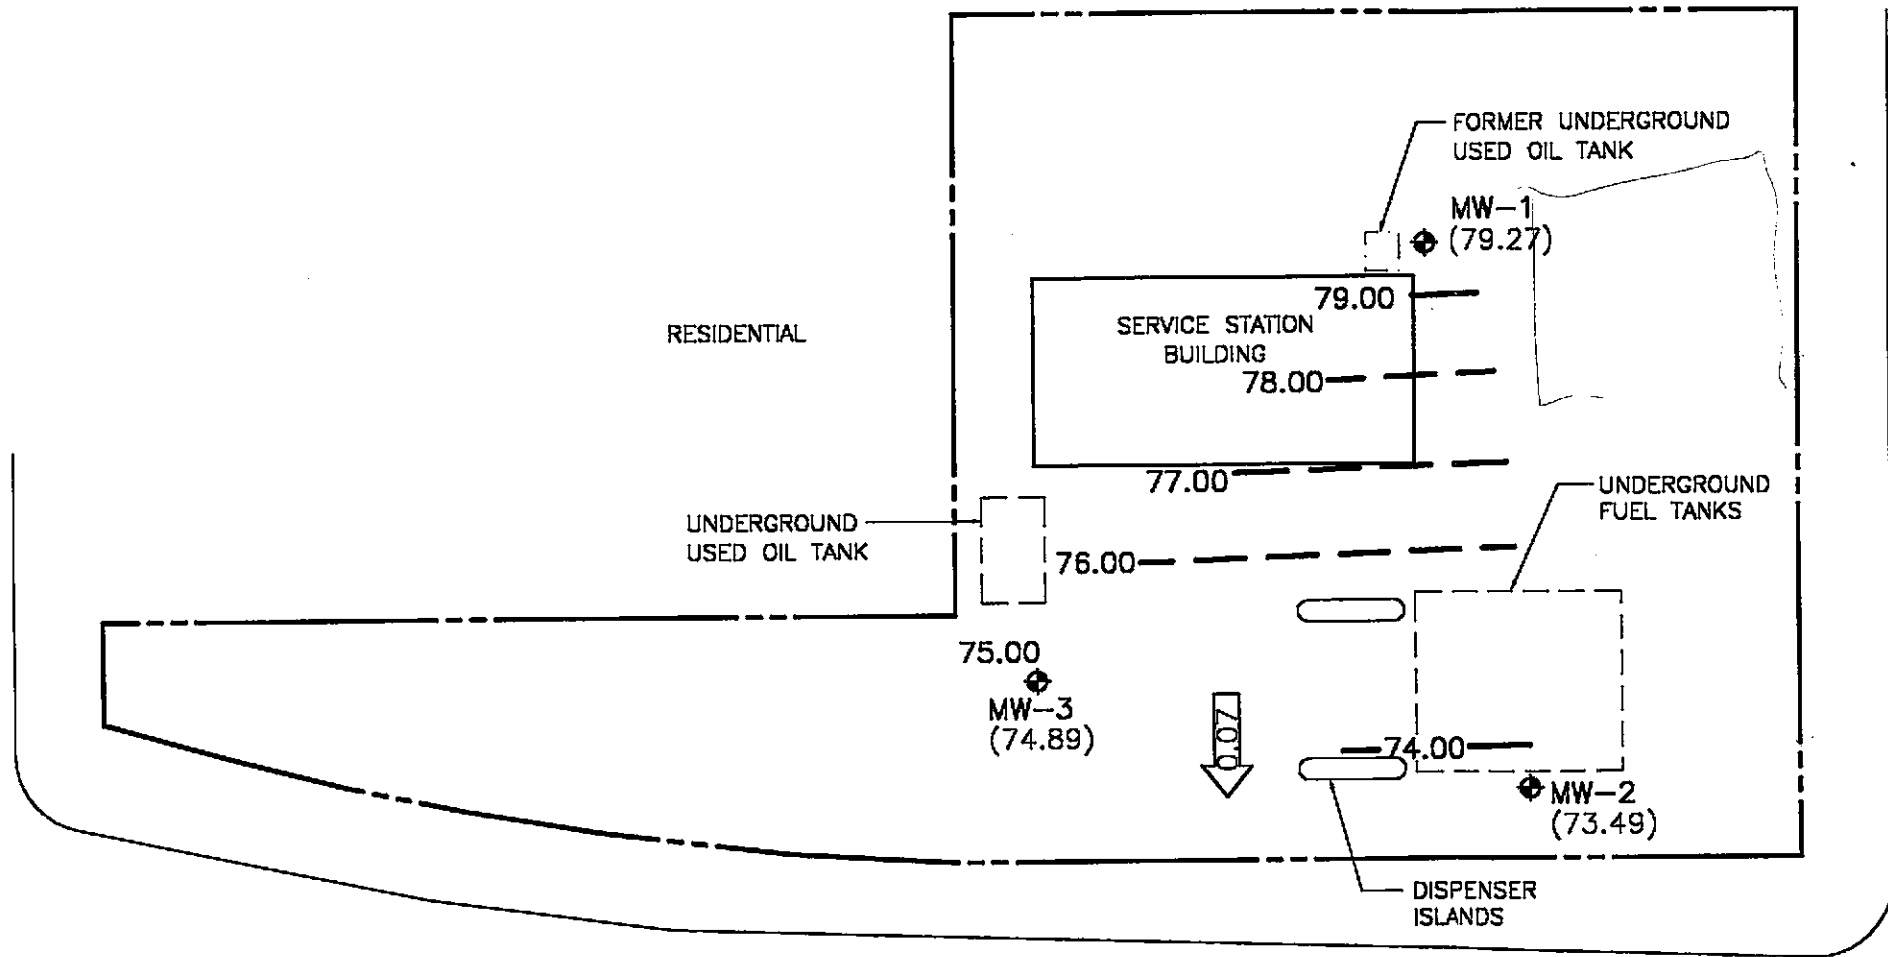 FORMER UNDERGROUND
USED OIL TANK
MW-1
(79.27)
79.00
SERVICE STATION
BUILDING
RESIDENTIAL
78.00
77.00
UNDERGROUND
FUEL TANKS
UNDERGROUND
USED OIL TANK
76.00
75.00
MW-3
(74.89)
0.07
74.00
MW-2
(73.49)
DISPENSER
ISLANDS